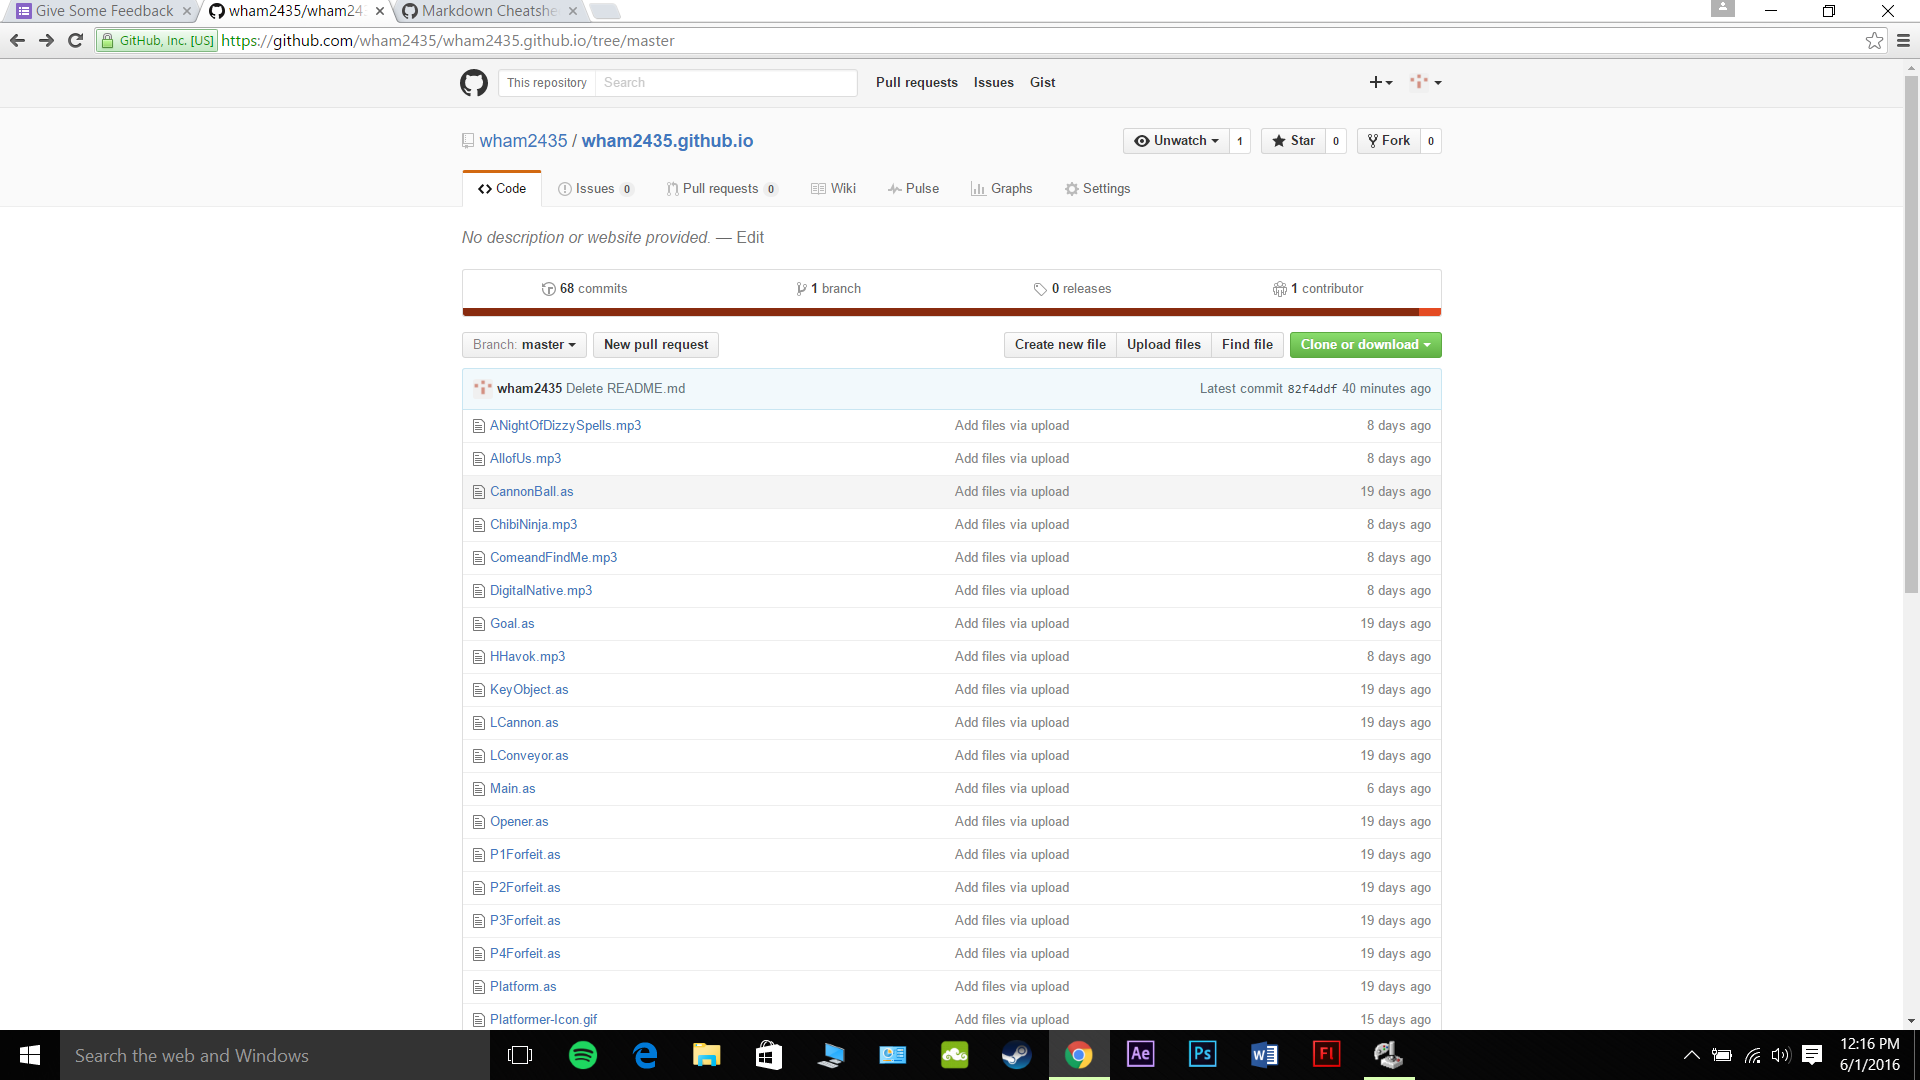 Give Some Feedback
wham2435/wham24
Markdown Cheatshe
GitHub, Inc. [US]
https://github.com/wham2435/wham2435.github.io/tree/master
This repository
Search
Pull requests
Issues
Gist
wham2435 / wham2435.github.io
Unwatch
1
Star
0
Fork
0
Code
Issues 0
Pull requests 0
Wiki
Pulse
Graphs
Settings
No description or website provided. — Edit
68 commits
1 branch
0 releases
1 contributor
Branch: master
New pull request
Create new file
Upload files
Find file
Clone or download
wham2435 Delete README.md
Latest commit 82f4ddf 40 minutes ago
ANightOfDizzySpells.mp3 Add files via upload 8 days ago
AllofUs.mp3 Add files via upload 8 days ago
CannonBall.as Add files via upload 19 days ago
ChibiNinja.mp3 Add files via upload 8 days ago
ComeandFindMe.mp3 Add files via upload 8 days ago
DigitalNative.mp3 Add files via upload 8 days ago
Goal.as Add files via upload 19 days ago
HHavok.mp3 Add files via upload 8 days ago
KeyObject.as Add files via upload 19 days ago
LCannon.as Add files via upload 19 days ago
LConveyor.as Add files via upload 19 days ago
Main.as Add files via upload 6 days ago
Opener.as Add files via upload 19 days ago
P1Forfeit.as Add files via upload 19 days ago
P2Forfeit.as Add files via upload 19 days ago
P3Forfeit.as Add files via upload 19 days ago
P4Forfeit.as Add files via upload 19 days ago
Platform.as Add files via upload 19 days ago
Platformer-Icon.gif Add files via upload 15 days ago
Search the web and Windows
Ae
Ps
W
Fl
12:16 PM
6/1/2016